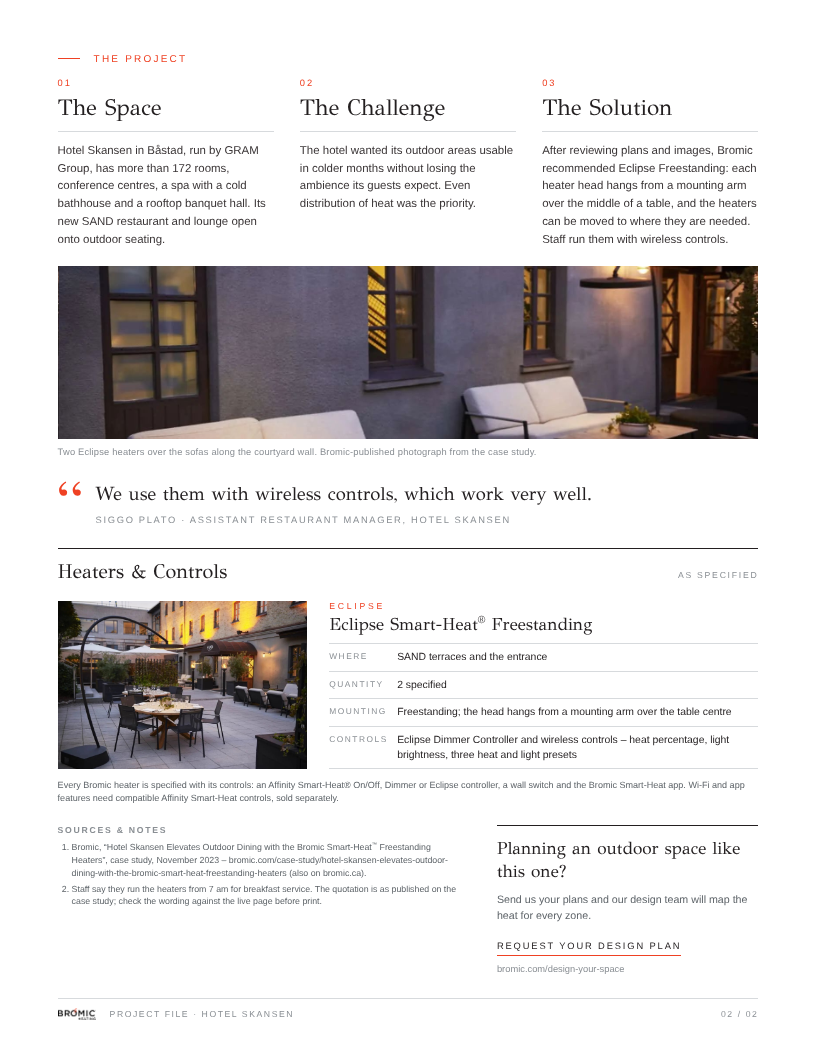 THE PROJECT
01
The Space
Hotel Skansen in Båstad, run by GRAM
Group, has more than 172 rooms,
conference centres, a spa with a cold
bathhouse and a rooftop banquet hall. Its
new SAND restaurant and lounge open
onto outdoor seating.
02
The Challenge
The hotel wanted its outdoor areas usable
in colder months without losing the
ambience its guests expect. Even
distribution of heat was the priority.
03
The Solution
After reviewing plans and images, Bromic
recommended Eclipse Freestanding: each
heater head hangs from a mounting arm
over the middle of a table, and the heaters
can be moved to where they are needed.
Staff run them with wireless controls.
Two Eclipse heaters over the sofas along the courtyard wall. Bromic-published photograph from the case study.
“ We use them with wireless controls, which work very well.
SIGGO PLATO · ASSISTANT RESTAURANT MANAGER, HOTEL SKANSEN
Heaters & Controls
AS SPECIFIED
ECLIPSE
Eclipse Smart-Heat® Freestanding
WHERE SAND terraces and the entrance
QUANTITY 2 specified
MOUNTING Freestanding; the head hangs from a mounting arm over the table centre
CONTROLS Eclipse Dimmer Controller and wireless controls – heat percentage, light
brightness, three heat and light presets
Every Bromic heater is specified with its controls: an Affinity Smart-Heat® On/Off, Dimmer or Eclipse controller, a wall switch and the Bromic Smart-Heat app. Wi-Fi and app
features need compatible Affinity Smart-Heat controls, sold separately.
SOURCES & NOTES
1. Bromic, “Hotel Skansen Elevates Outdoor Dining with the Bromic Smart-Heat™ Freestanding
Heaters”, case study, November 2023 – bromic.com/case-study/hotel-skansen-elevates-outdoor-
dining-with-the-bromic-smart-heat-freestanding-heaters (also on bromic.ca).
2. Staff say they run the heaters from 7 am for breakfast service. The quotation is as published on the
case study; check the wording against the live page before print.
Planning an outdoor space like
this one?
Send us your plans and our design team will map the
heat for every zone.
REQUEST YOUR DESIGN PLAN
bromic.com/design-your-space
BROMIC
HEATING
PROJECT FILE · HOTEL SKANSEN
02 / 02